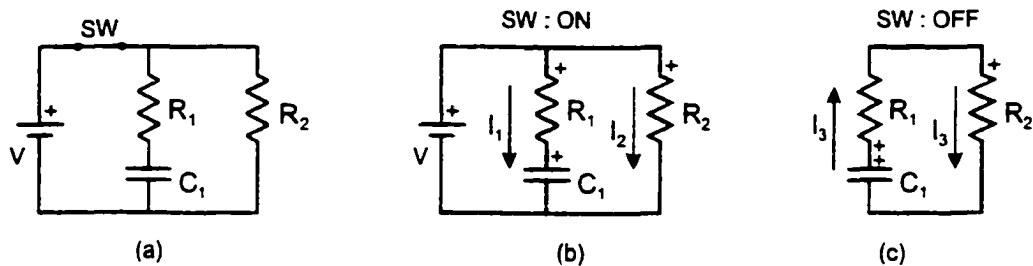 SW
+
V
R₁
C₁
R₂
(a)
SW : ON
+
V
I₁
+
R₁
+
C₁
I₂
+
R₂
(b)
SW : OFF
I₃
R₁
+
+
C₁
I₃
+
R₂
(c)